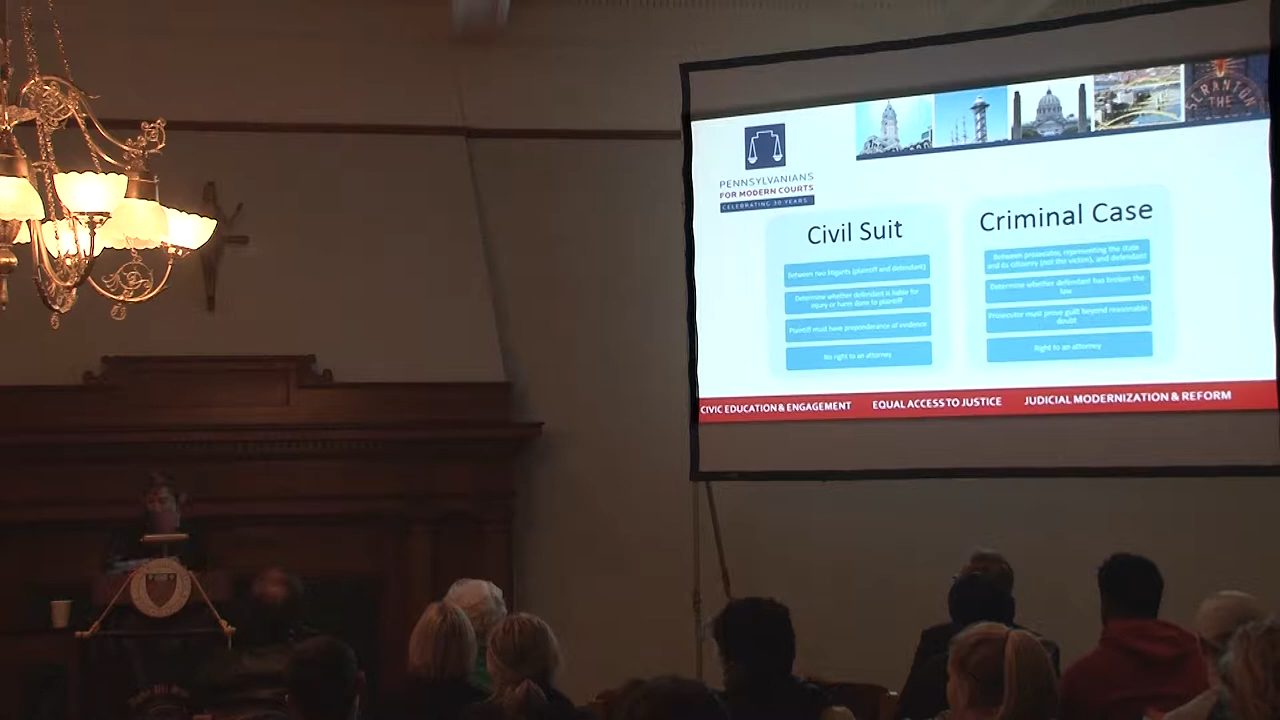 SCRANTON
THE
PENNSYLVANIANS
FOR MODERN COURTS
CELEBRATING 30 YEARS
Civil Suit
Between two litigants (plaintiff and defendant)
Determine whether defendant is liable for
injury or harm done to plaintiff
Plaintiff must have preponderance of evidence
No right to an attorney
Criminal Case
Between prosecutor, representing the state
and its citizenry (not the victim), and defendant
Determine whether defendant has broken the
law
Prosecutor must prove guilt beyond reasonable
doubt
Right to an attorney
CIVIC EDUCATION & ENGAGEMENT EQUAL ACCESS TO JUSTICE JUDICIAL MODERNIZATION & REFORM